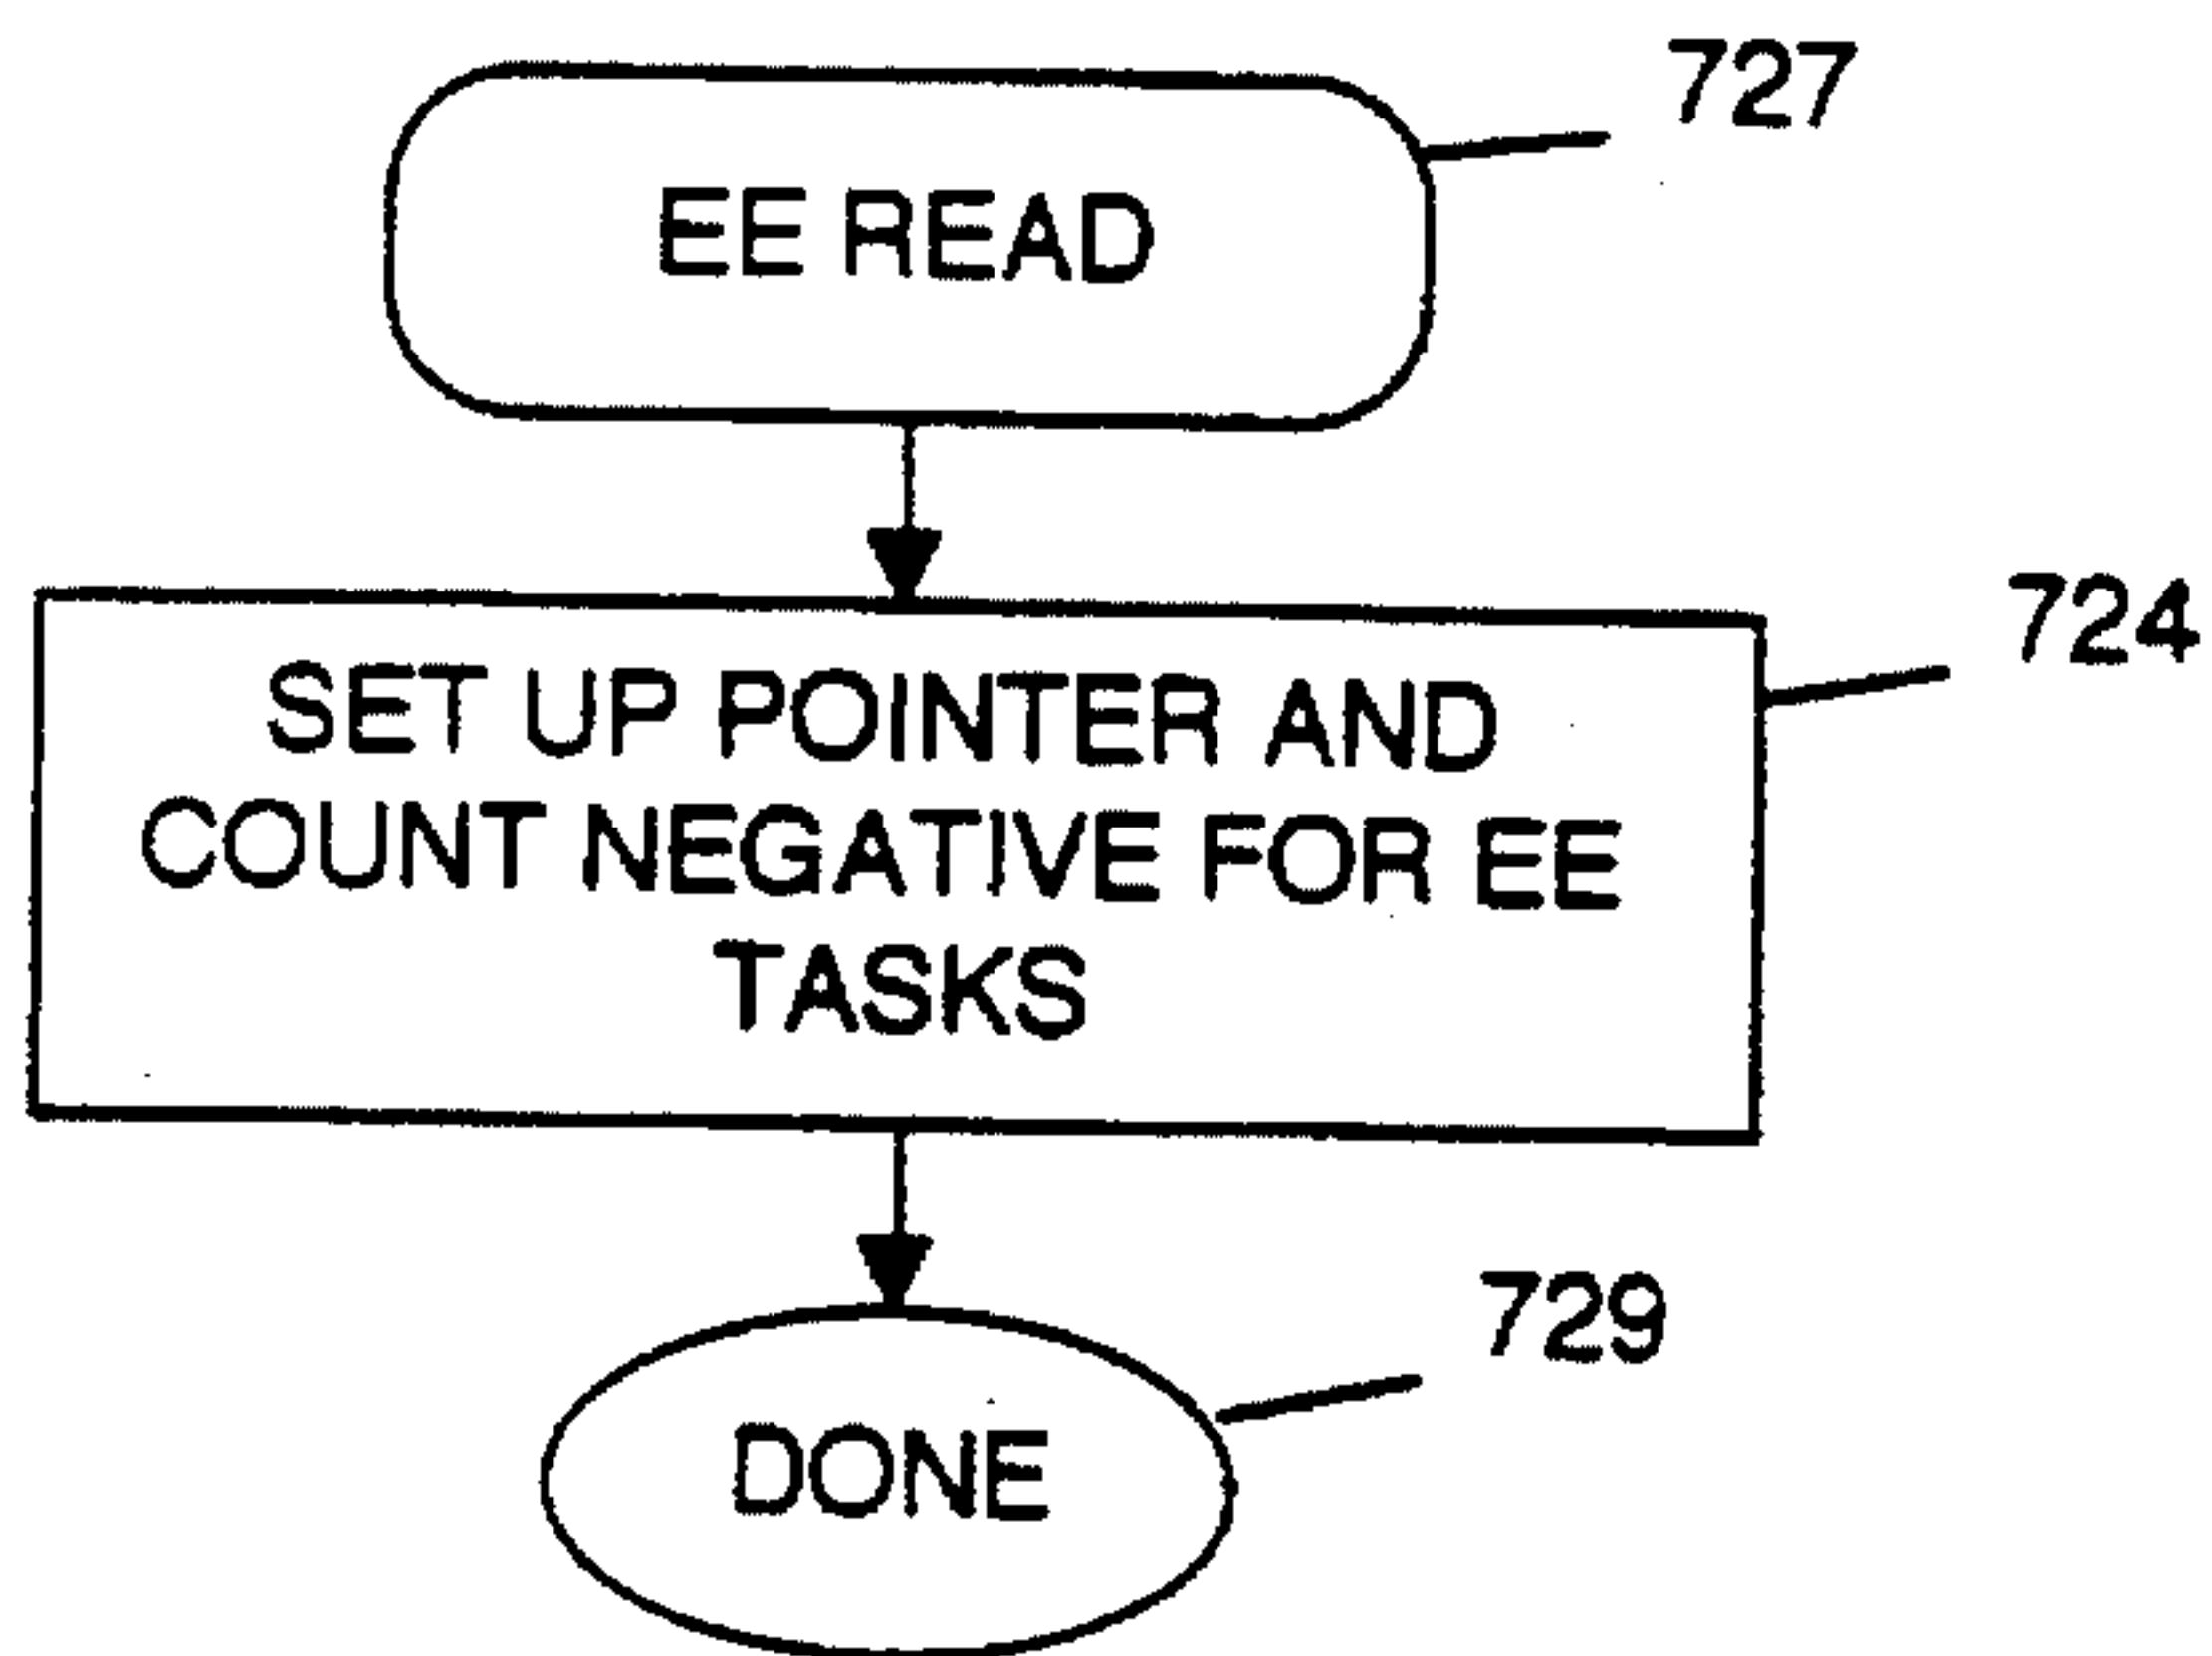 727
EE READ
724
SET UP POINTER AND
COUNT NEGATIVE FOR EE
TASKS
729
DONE